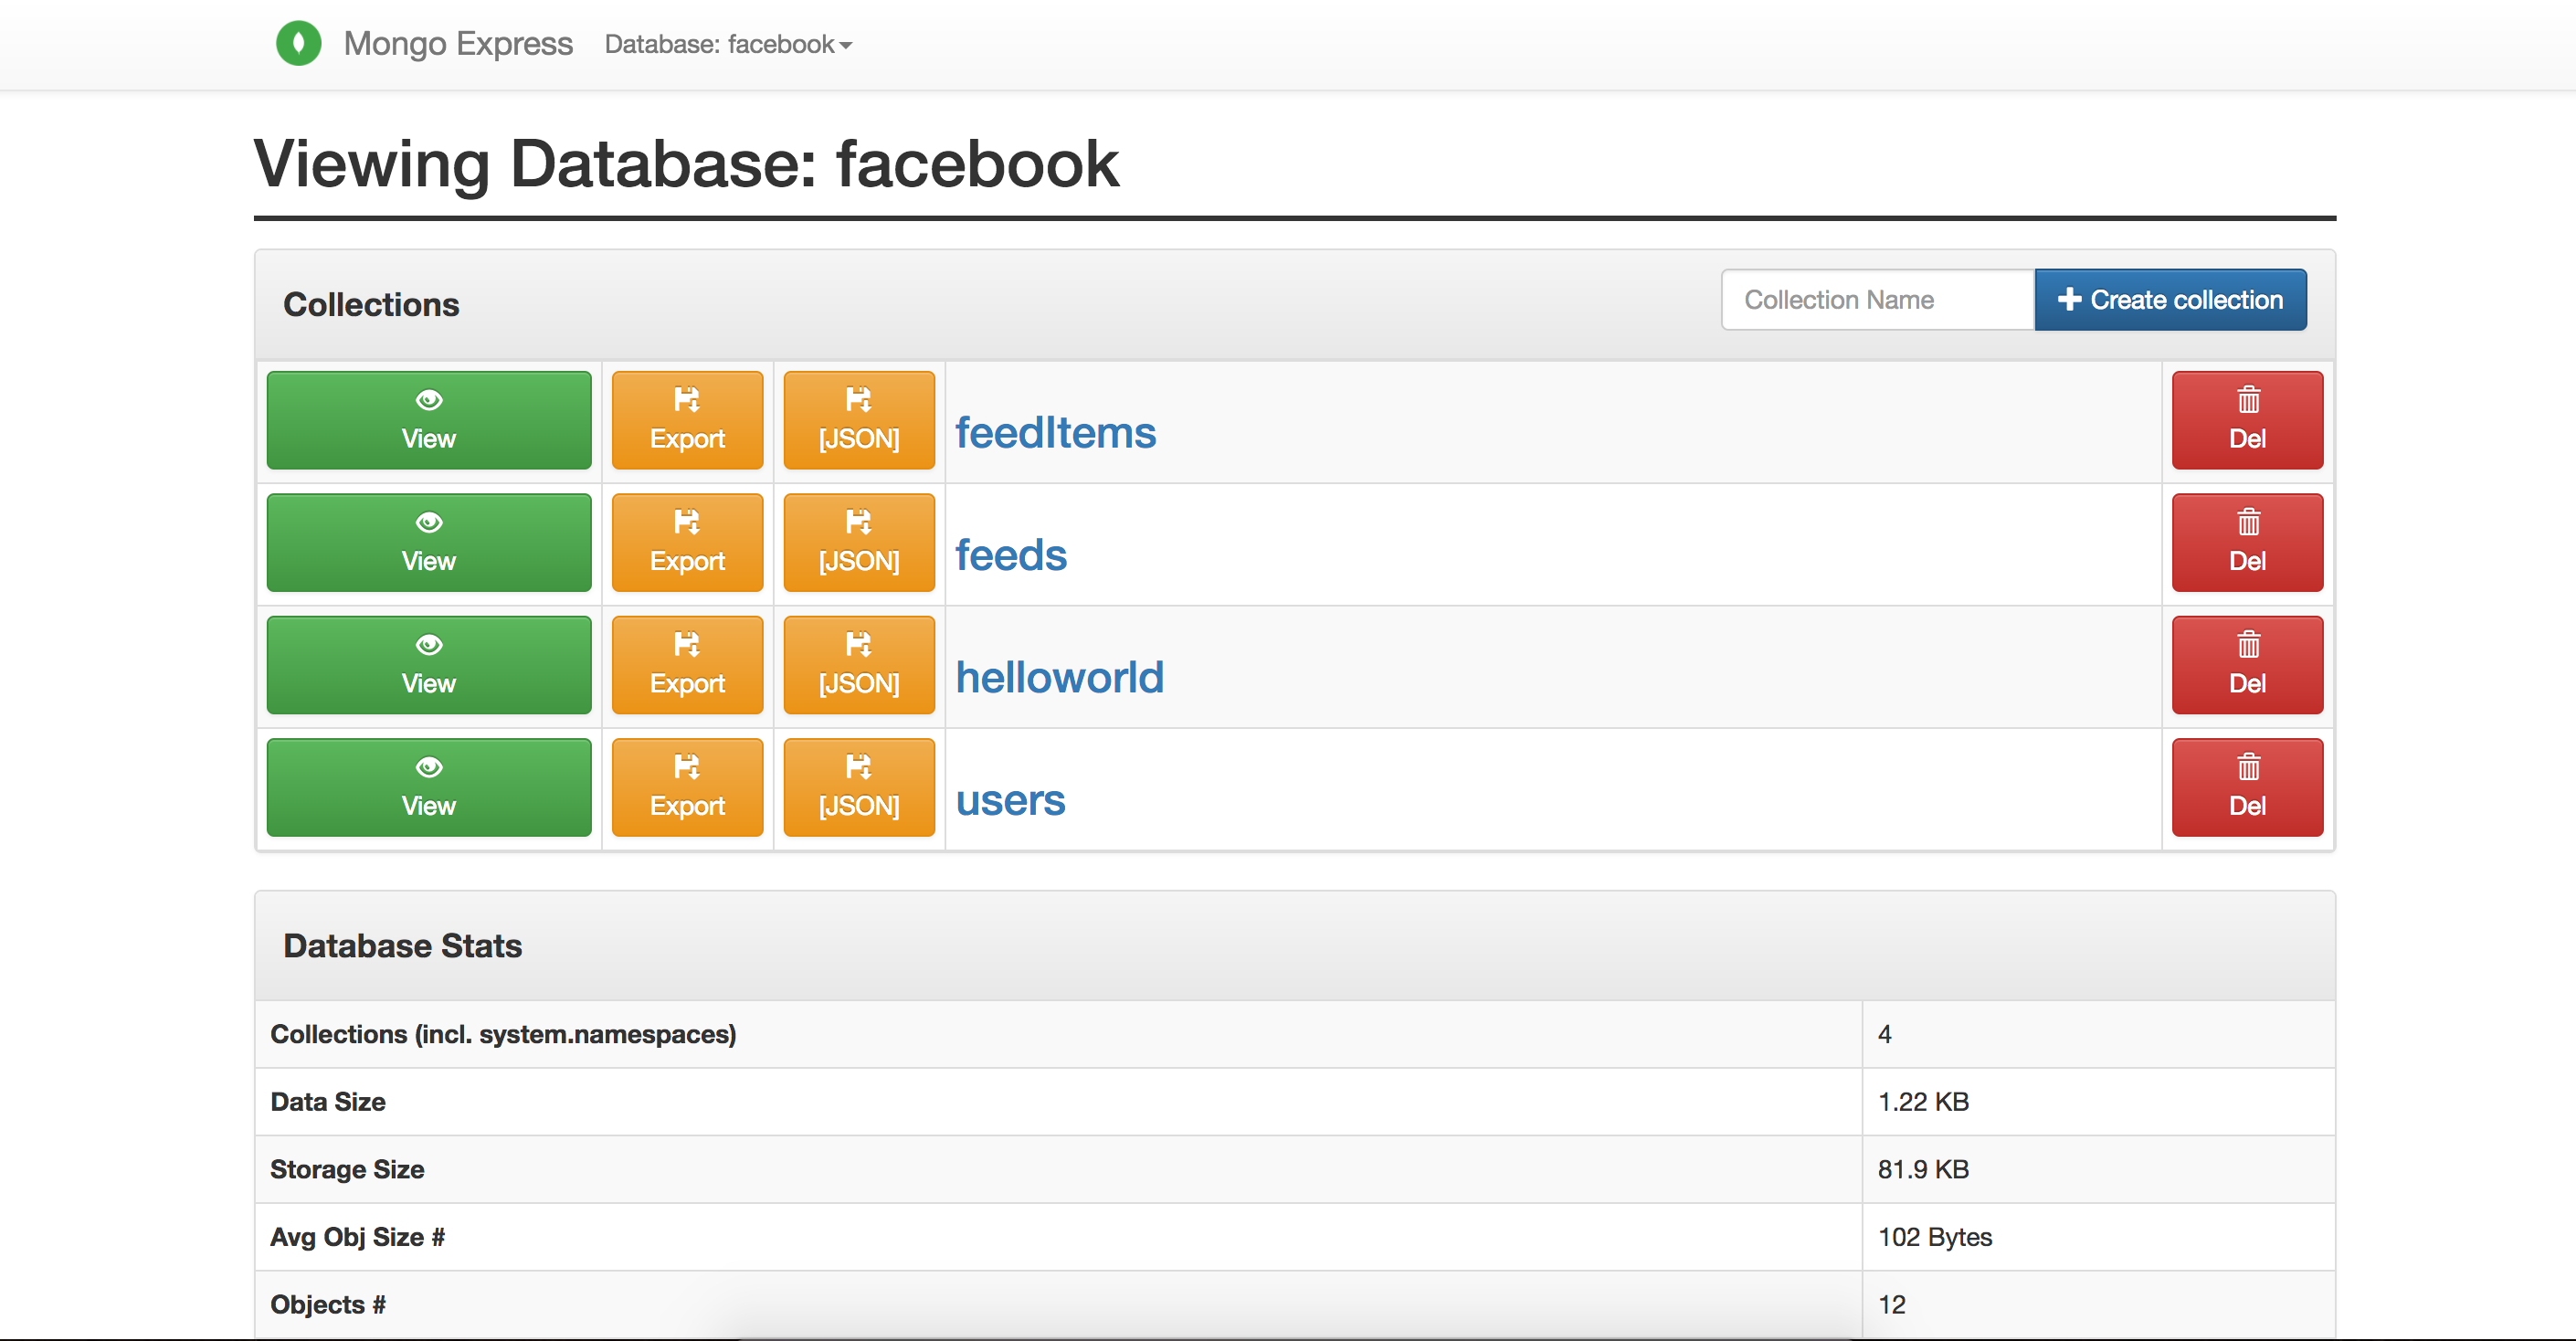 Mongo Express Database: facebook
Viewing Database: facebook
Collections Collection Name Create collection
View Export [JSON] feedItems Del
View Export [JSON] feeds Del
View Export [JSON] helloworld Del
View Export [JSON] users Del
Database Stats
Collections (incl. system.namespaces) 4
Data Size 1.22 KB
Storage Size 81.9 KB
Avg Obj Size # 102 Bytes
Objects # 12